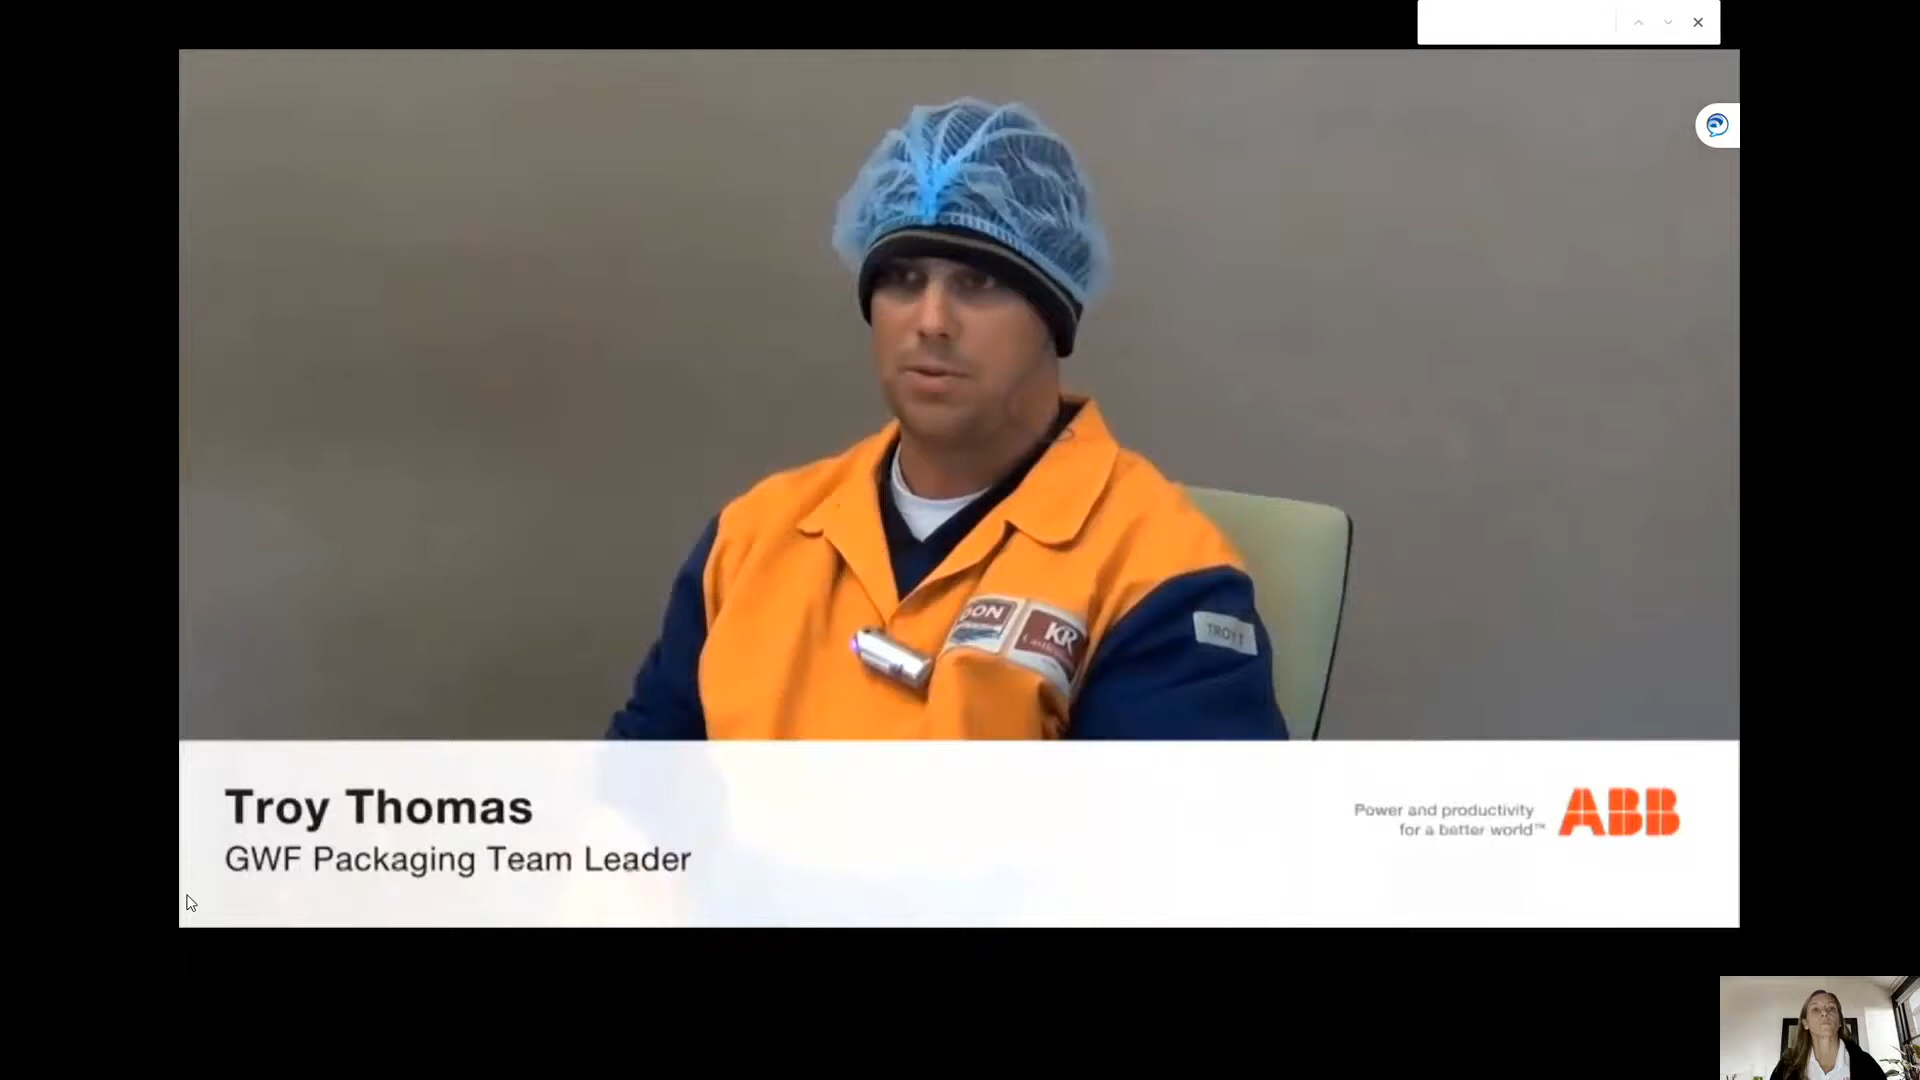 DON
KR
TROY T
Troy Thomas
GWF Packaging Team Leader
Power and productivity
for a better world™
ABB